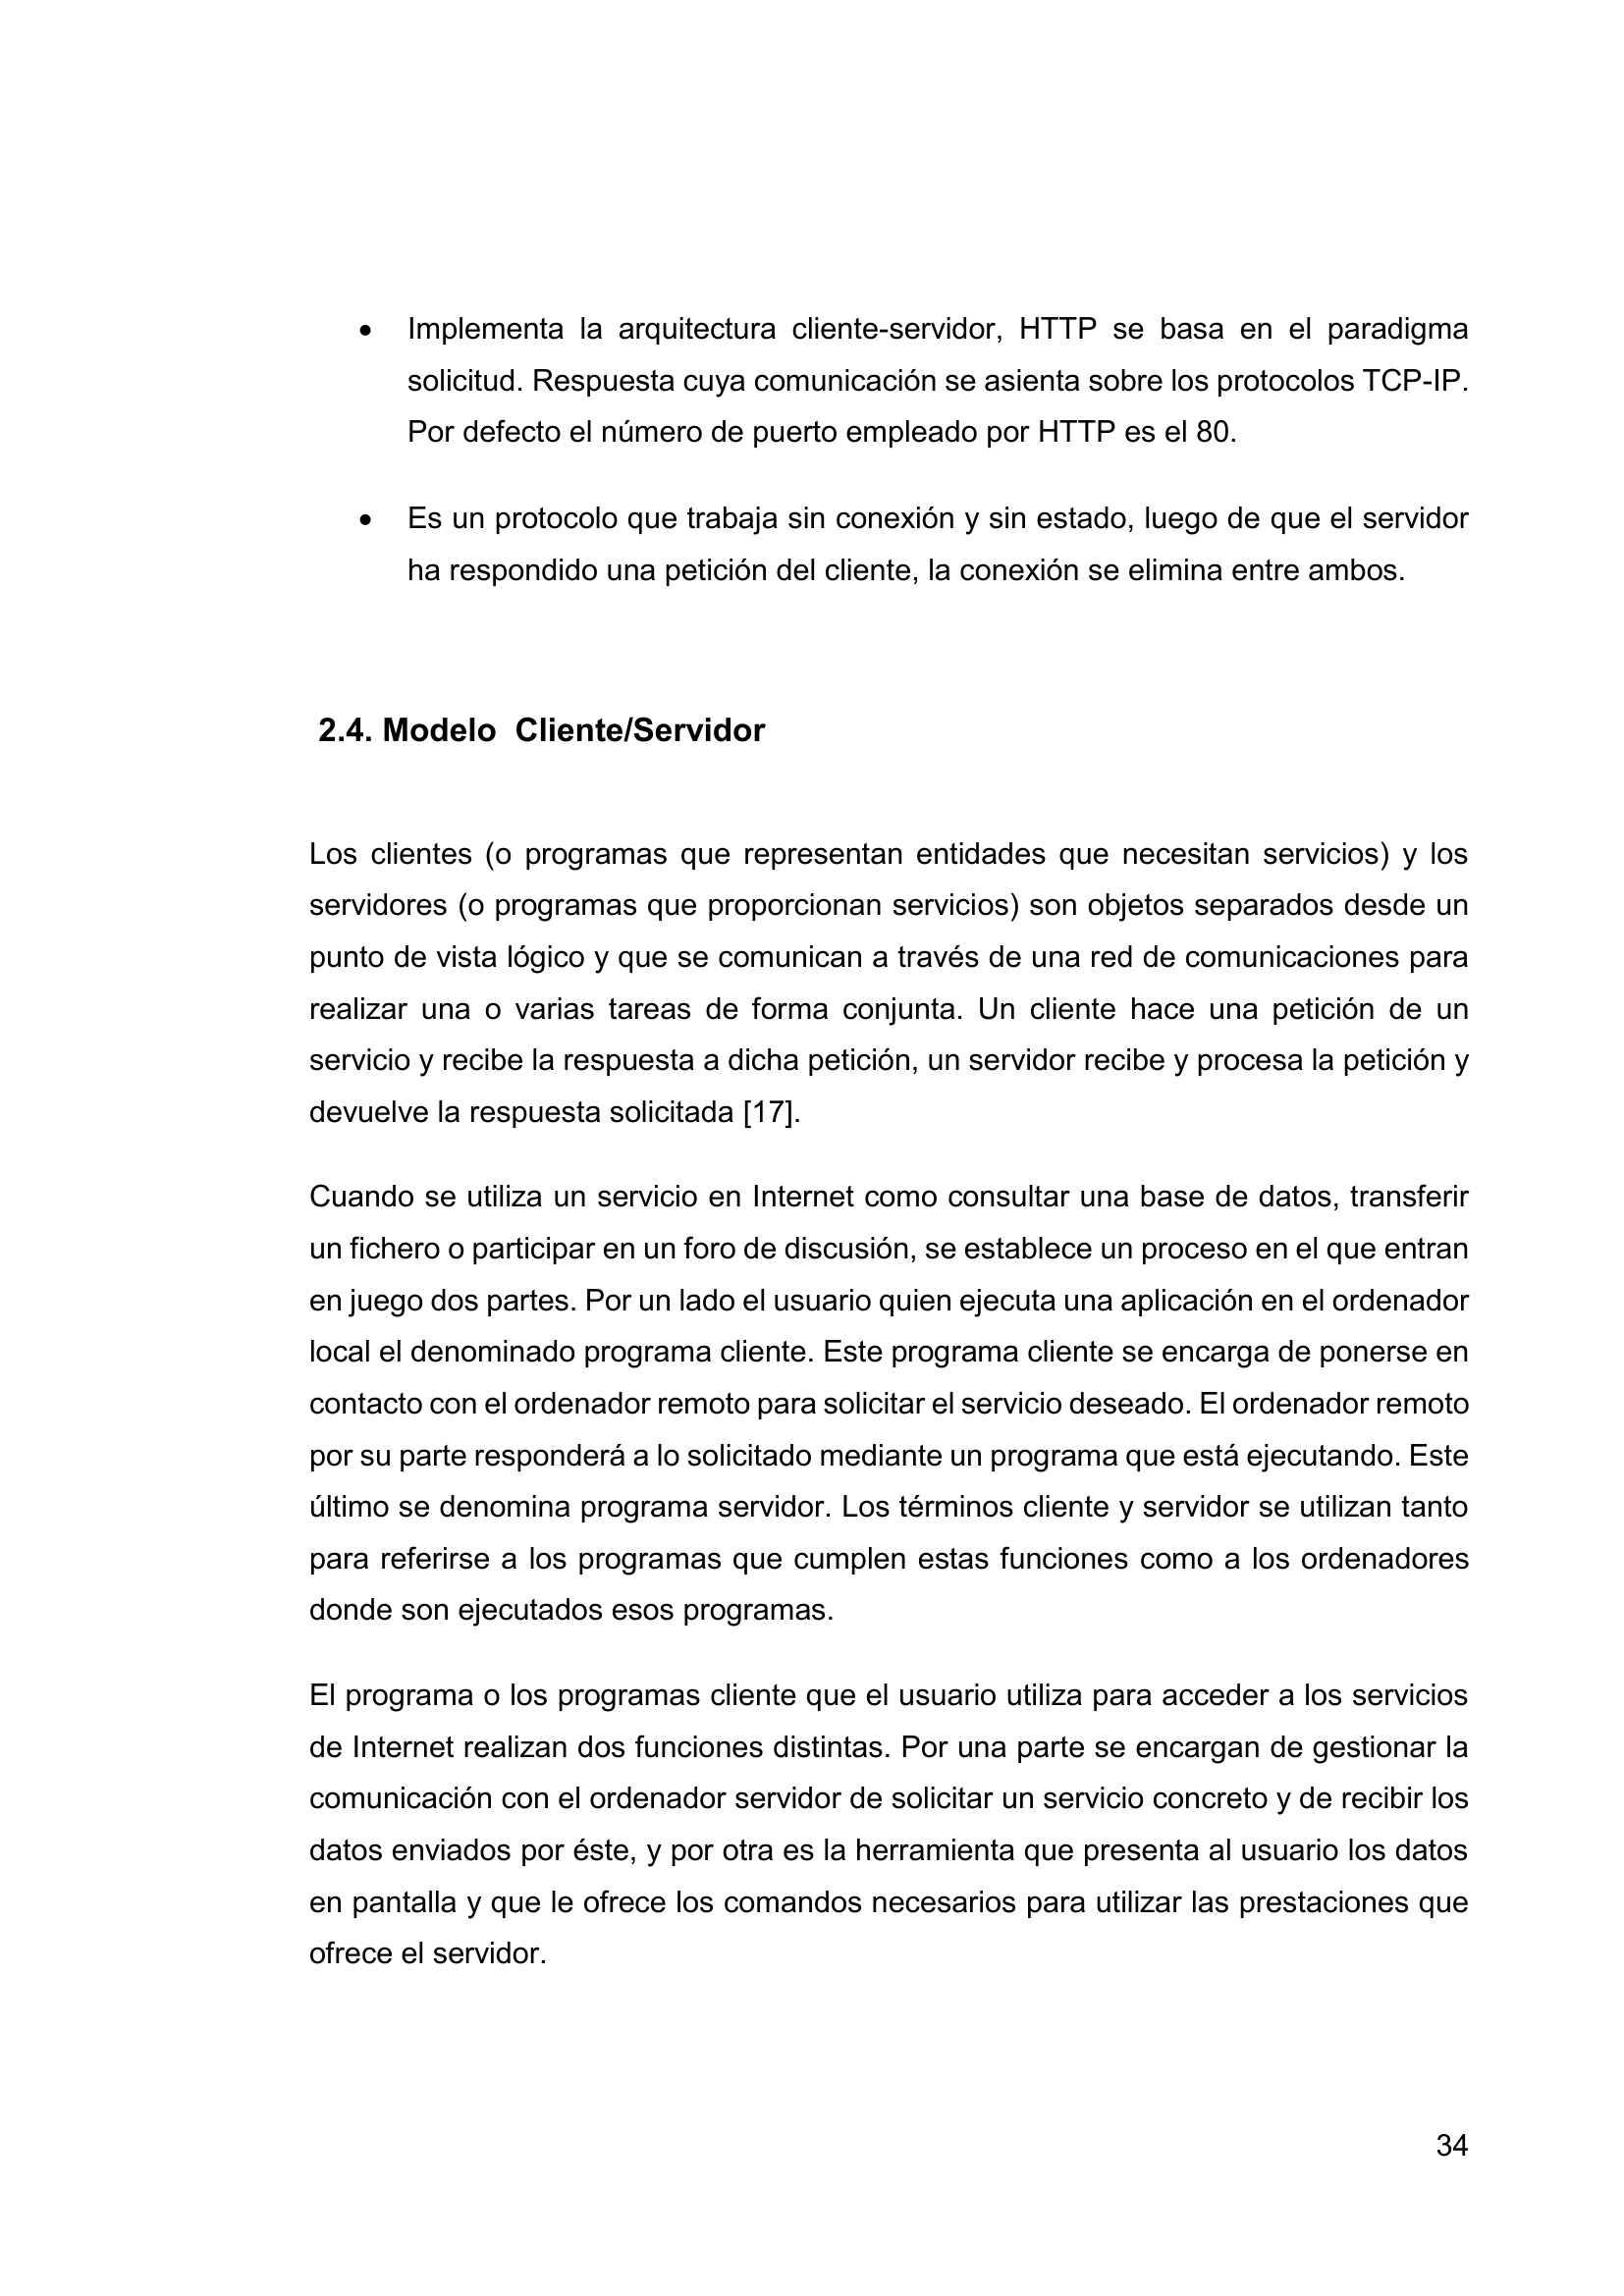 • Implementa la arquitectura cliente-servidor, HTTP se basa en el paradigma
solicitud. Respuesta cuya comunicación se asienta sobre los protocolos TCP-IP.
Por defecto el número de puerto empleado por HTTP es el 80.
• Es un protocolo que trabaja sin conexión y sin estado, luego de que el servidor
ha respondido una petición del cliente, la conexión se elimina entre ambos.
2.4. Modelo  Cliente/Servidor
Los clientes (o programas que representan entidades que necesitan servicios) y los
servidores (o programas que proporcionan servicios) son objetos separados desde un
punto de vista lógico y que se comunican a través de una red de comunicaciones para
realizar una o varias tareas de forma conjunta. Un cliente hace una petición de un
servicio y recibe la respuesta a dicha petición, un servidor recibe y procesa la petición y
devuelve la respuesta solicitada [17].
Cuando se utiliza un servicio en Internet como consultar una base de datos, transferir
un fichero o participar en un foro de discusión, se establece un proceso en el que entran
en juego dos partes. Por un lado el usuario quien ejecuta una aplicación en el ordenador
local el denominado programa cliente. Este programa cliente se encarga de ponerse en
contacto con el ordenador remoto para solicitar el servicio deseado. El ordenador remoto
por su parte responderá a lo solicitado mediante un programa que está ejecutando. Este
último se denomina programa servidor. Los términos cliente y servidor se utilizan tanto
para referirse a los programas que cumplen estas funciones como a los ordenadores
donde son ejecutados esos programas.
El programa o los programas cliente que el usuario utiliza para acceder a los servicios
de Internet realizan dos funciones distintas. Por una parte se encargan de gestionar la
comunicación con el ordenador servidor de solicitar un servicio concreto y de recibir los
datos enviados por éste, y por otra es la herramienta que presenta al usuario los datos
en pantalla y que le ofrece los comandos necesarios para utilizar las prestaciones que
ofrece el servidor.
34